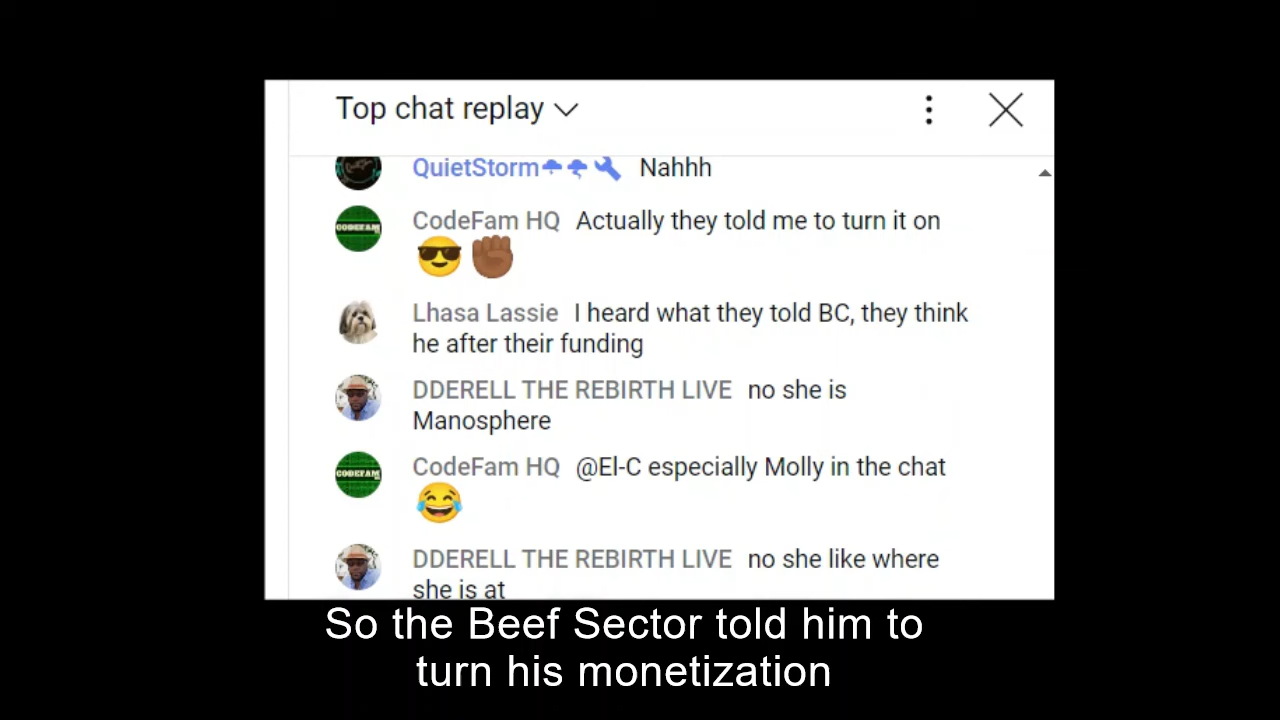 Top chat replay
QuietStorm🌩🌪🔧 Nahhh
CODEFAM
CodeFam HQ Actually they told me to turn it on
😎✊🏾
Lhasa Lassie I heard what they told BC, they think
he after their funding
DDERELL THE REBIRTH LIVE no she is
Manosphere
CODEFAM
CodeFam HQ @El-C especially Molly in the chat
😂
DDERELL THE REBIRTH LIVE no she like where
she is at
So the Beef Sector told him to
turn his monetization